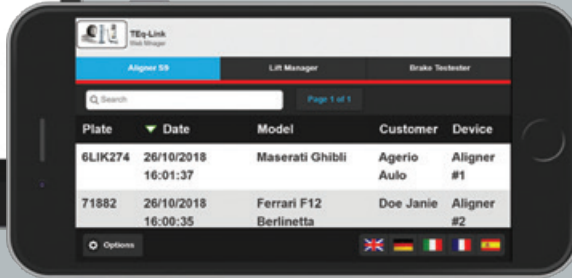 TEq-Link
Web Mnager
Aligner S9 Lift Manager Brake Testester
Search Page 1 of 1
Plate Date Model Customer Device
6LIK274 26/10/2018 Maserati Ghibli Agerio Aligner
16:01:37 Aulo #1
71882 26/10/2018 Ferrari F12 Doe Janie Aligner
16:00:35 Berlinetta #2
Options